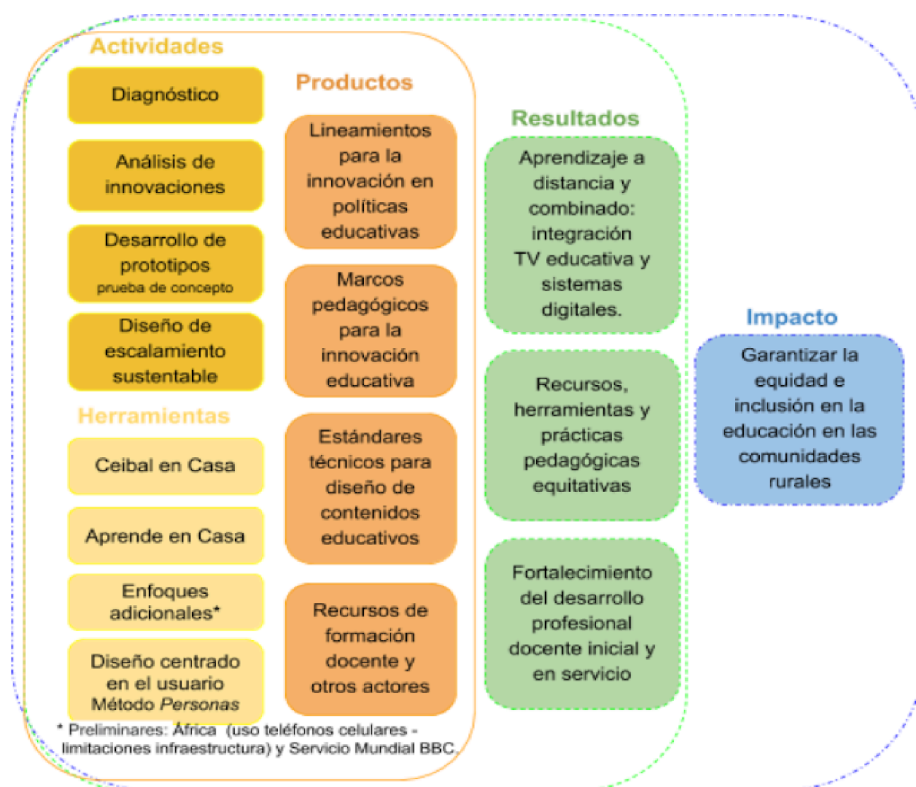 Actividades
Diagnóstico
Análisis de
innovaciones
Desarrollo de
prototipos
prueba de concepto
Diseño de
escalamiento
sustentable
Herramientas
Ceibal en Casa
Aprende en Casa
Enfoques
adicionales*
Diseño centrado
en el usuario
Método Personas
Productos
Lineamientos
para la
innovación en
políticas
educativas
Marcos
pedagógicos
para la
innovación
educativa
Estándares
técnicos para
diseño de
contenidos
educativos
Recursos de
formación
docente y
otros actores
* Preliminares: África (uso teléfonos celulares -
limitaciones infraestructura) y Servicio Mundial BBC.
Resultados
Aprendizaje a
distancia y
combinado:
integración
TV educativa y
sistemas
digitales.
Recursos,
herramientas y
prácticas
pedagógicas
equitativas
Fortalecimiento
del desarrollo
profesional
docente inicial y
en servicio
Impacto
Garantizar la
equidad e
inclusión en la
educación en las
comunidades
rurales